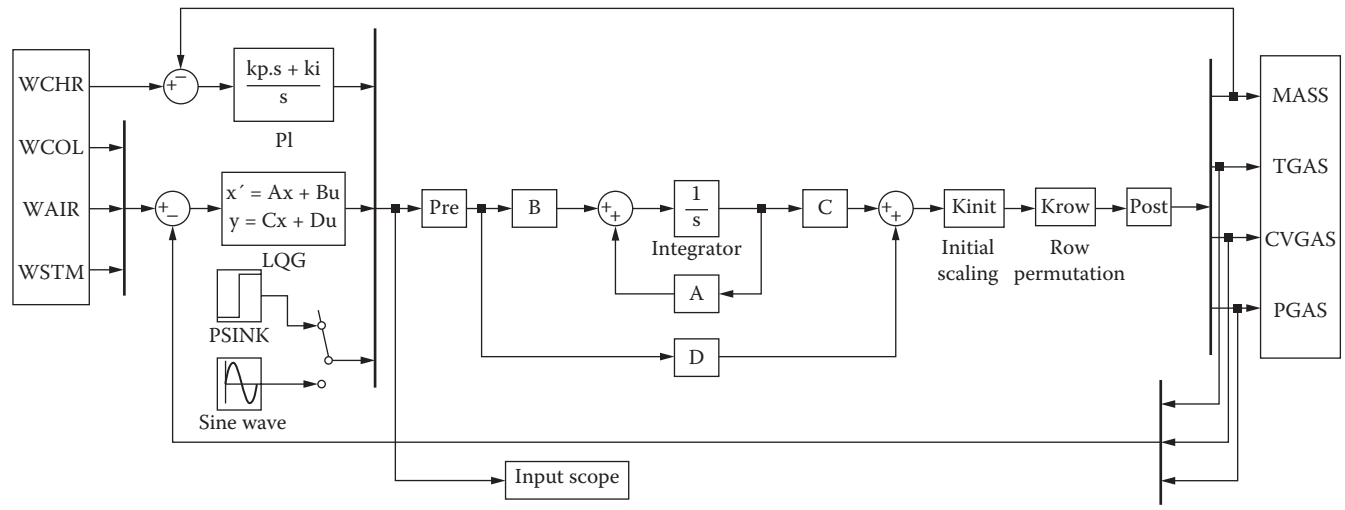 WCHR
WCOL
WAIR
WSTM
+
−
kp.s + ki
s
Pl
+
−
x´ = Ax + Bu
y = Cx + Du
LQG
PSINK
Sine wave
Pre
B
+
+
1
s
Integrator
A
C
D
+
+
Kinit
Initial
scaling
Krow
Row
permutation
Post
MASS
TGAS
CVGAS
PGAS
Input scope